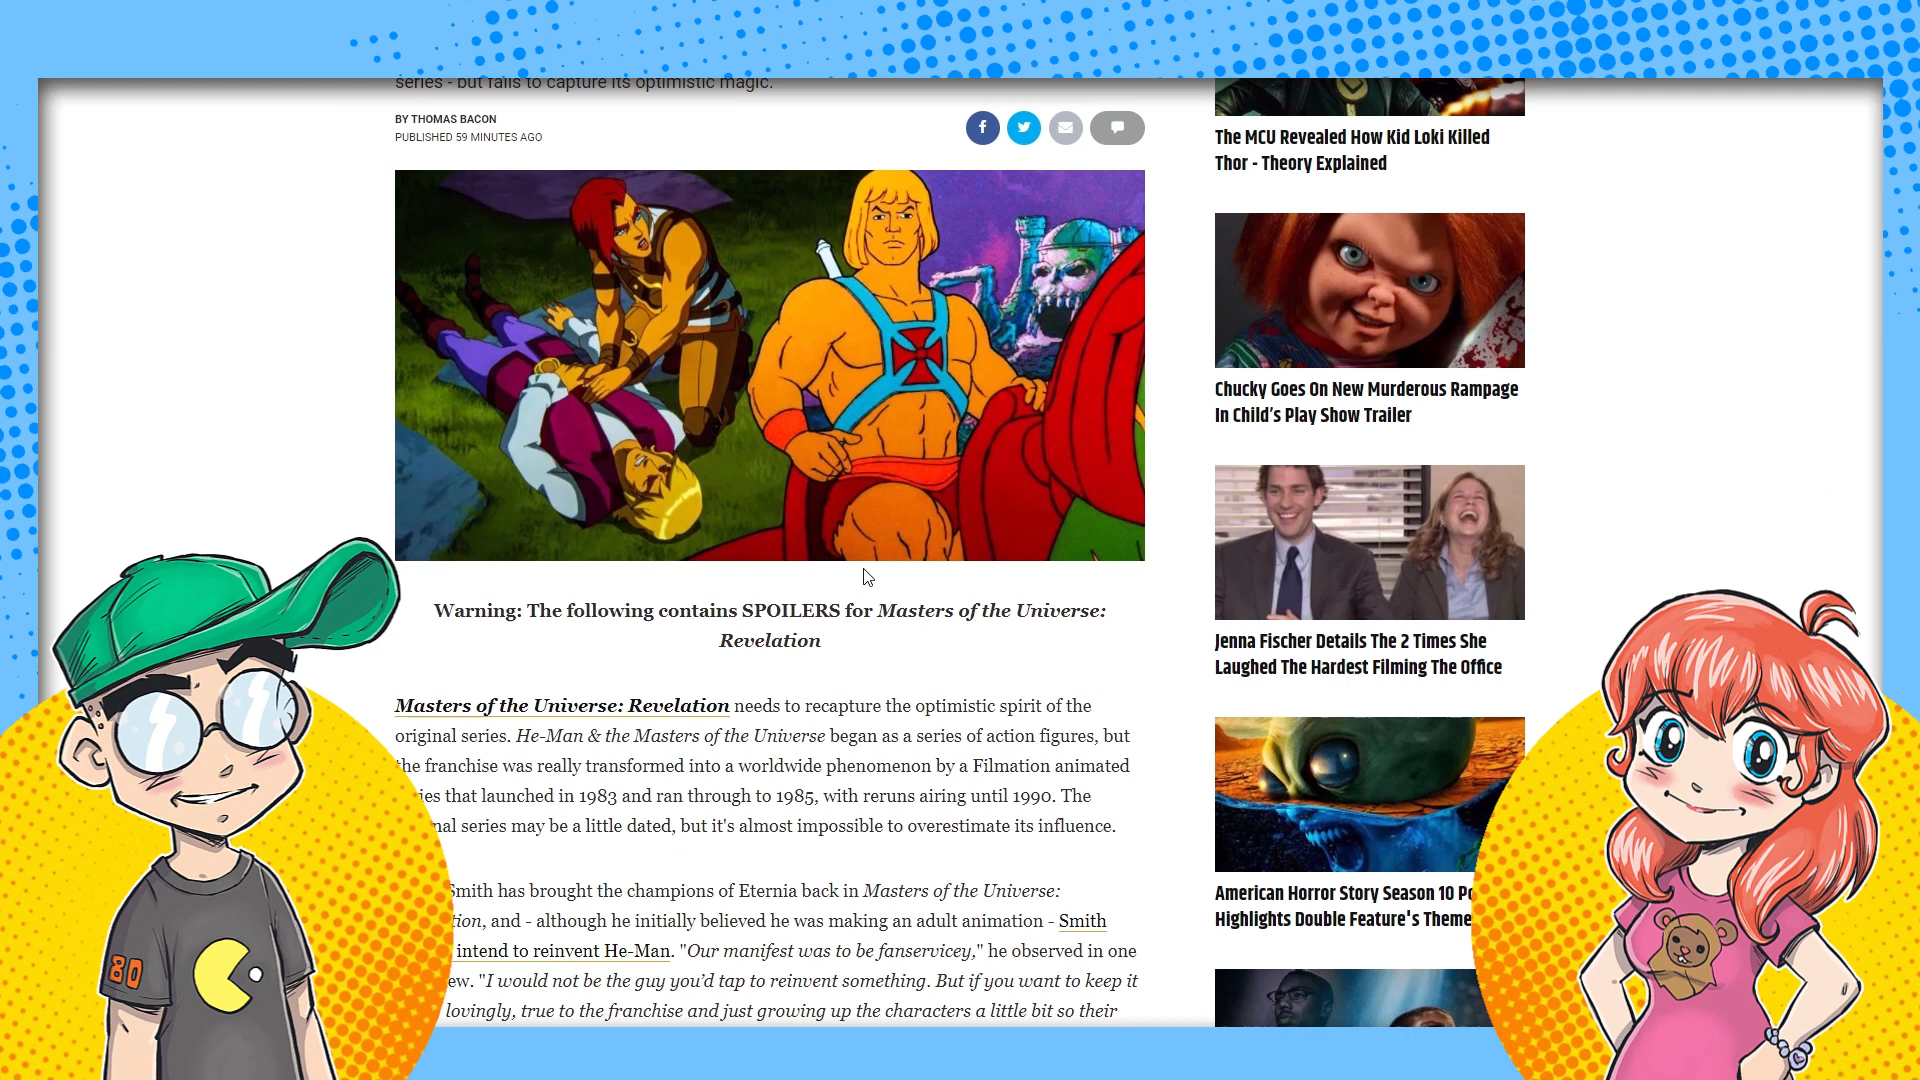 series - but fails to capture its optimistic magic.
BY THOMAS BACON
PUBLISHED 59 MINUTES AGO
Warning: The following contains SPOILERS for Masters of the Universe:
Revelation
Masters of the Universe: Revelation needs to recapture the optimistic spirit of the
original series. He-Man & the Masters of the Universe began as a series of action figures, but
the franchise was really transformed into a worldwide phenomenon by a Filmation animated
ies that launched in 1983 and ran through to 1985, with reruns airing until 1990. The
nal series may be a little dated, but it's almost impossible to overestimate its influence.
Smith has brought the champions of Eternia back in Masters of the Universe:
tion, and - although he initially believed he was making an adult animation - Smith
intend to reinvent He-Man. "Our manifest was to be fanservicey," he observed in one
ew. "I would not be the guy you'd tap to reinvent something. But if you want to keep it
lovingly, true to the franchise and just growing up the characters a little bit so their
The MCU Revealed How Kid Loki Killed
Thor - Theory Explained
Chucky Goes On New Murderous Rampage
In Child's Play Show Trailer
Jenna Fischer Details The 2 Times She
Laughed The Hardest Filming The Office
American Horror Story Season 10 Po
Highlights Double Feature's Theme
80